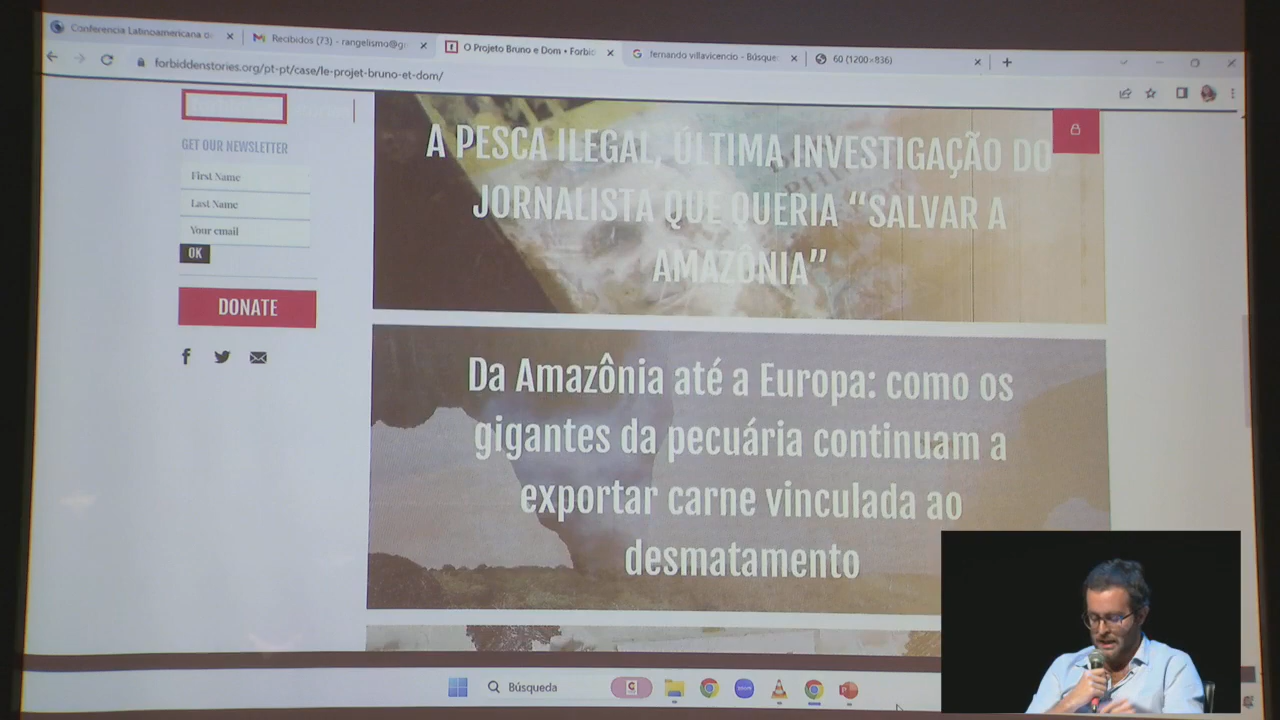 Conferencia Latinoamericana
Recibidos (73) - rangelismo@g
O Projeto Bruno e Dom • Forbid
fernando villavicencio - Búsque
60 (1200×836)
forbiddenstories.org/pt-pt/case/le-projet-bruno-et-dom/
GET OUR NEWSLETTER
First Name
Last Name
Your email
OK
DONATE
A PESCA ILEGAL, ÚLTIMA INVESTIGAÇÃO DO
JORNALISTA QUE QUERIA “SALVAR A
AMAZÔNIA”
Da Amazônia até a Europa: como os
gigantes da pecuária continuam a
exportar carne vinculada ao
desmatamento
Búsqueda